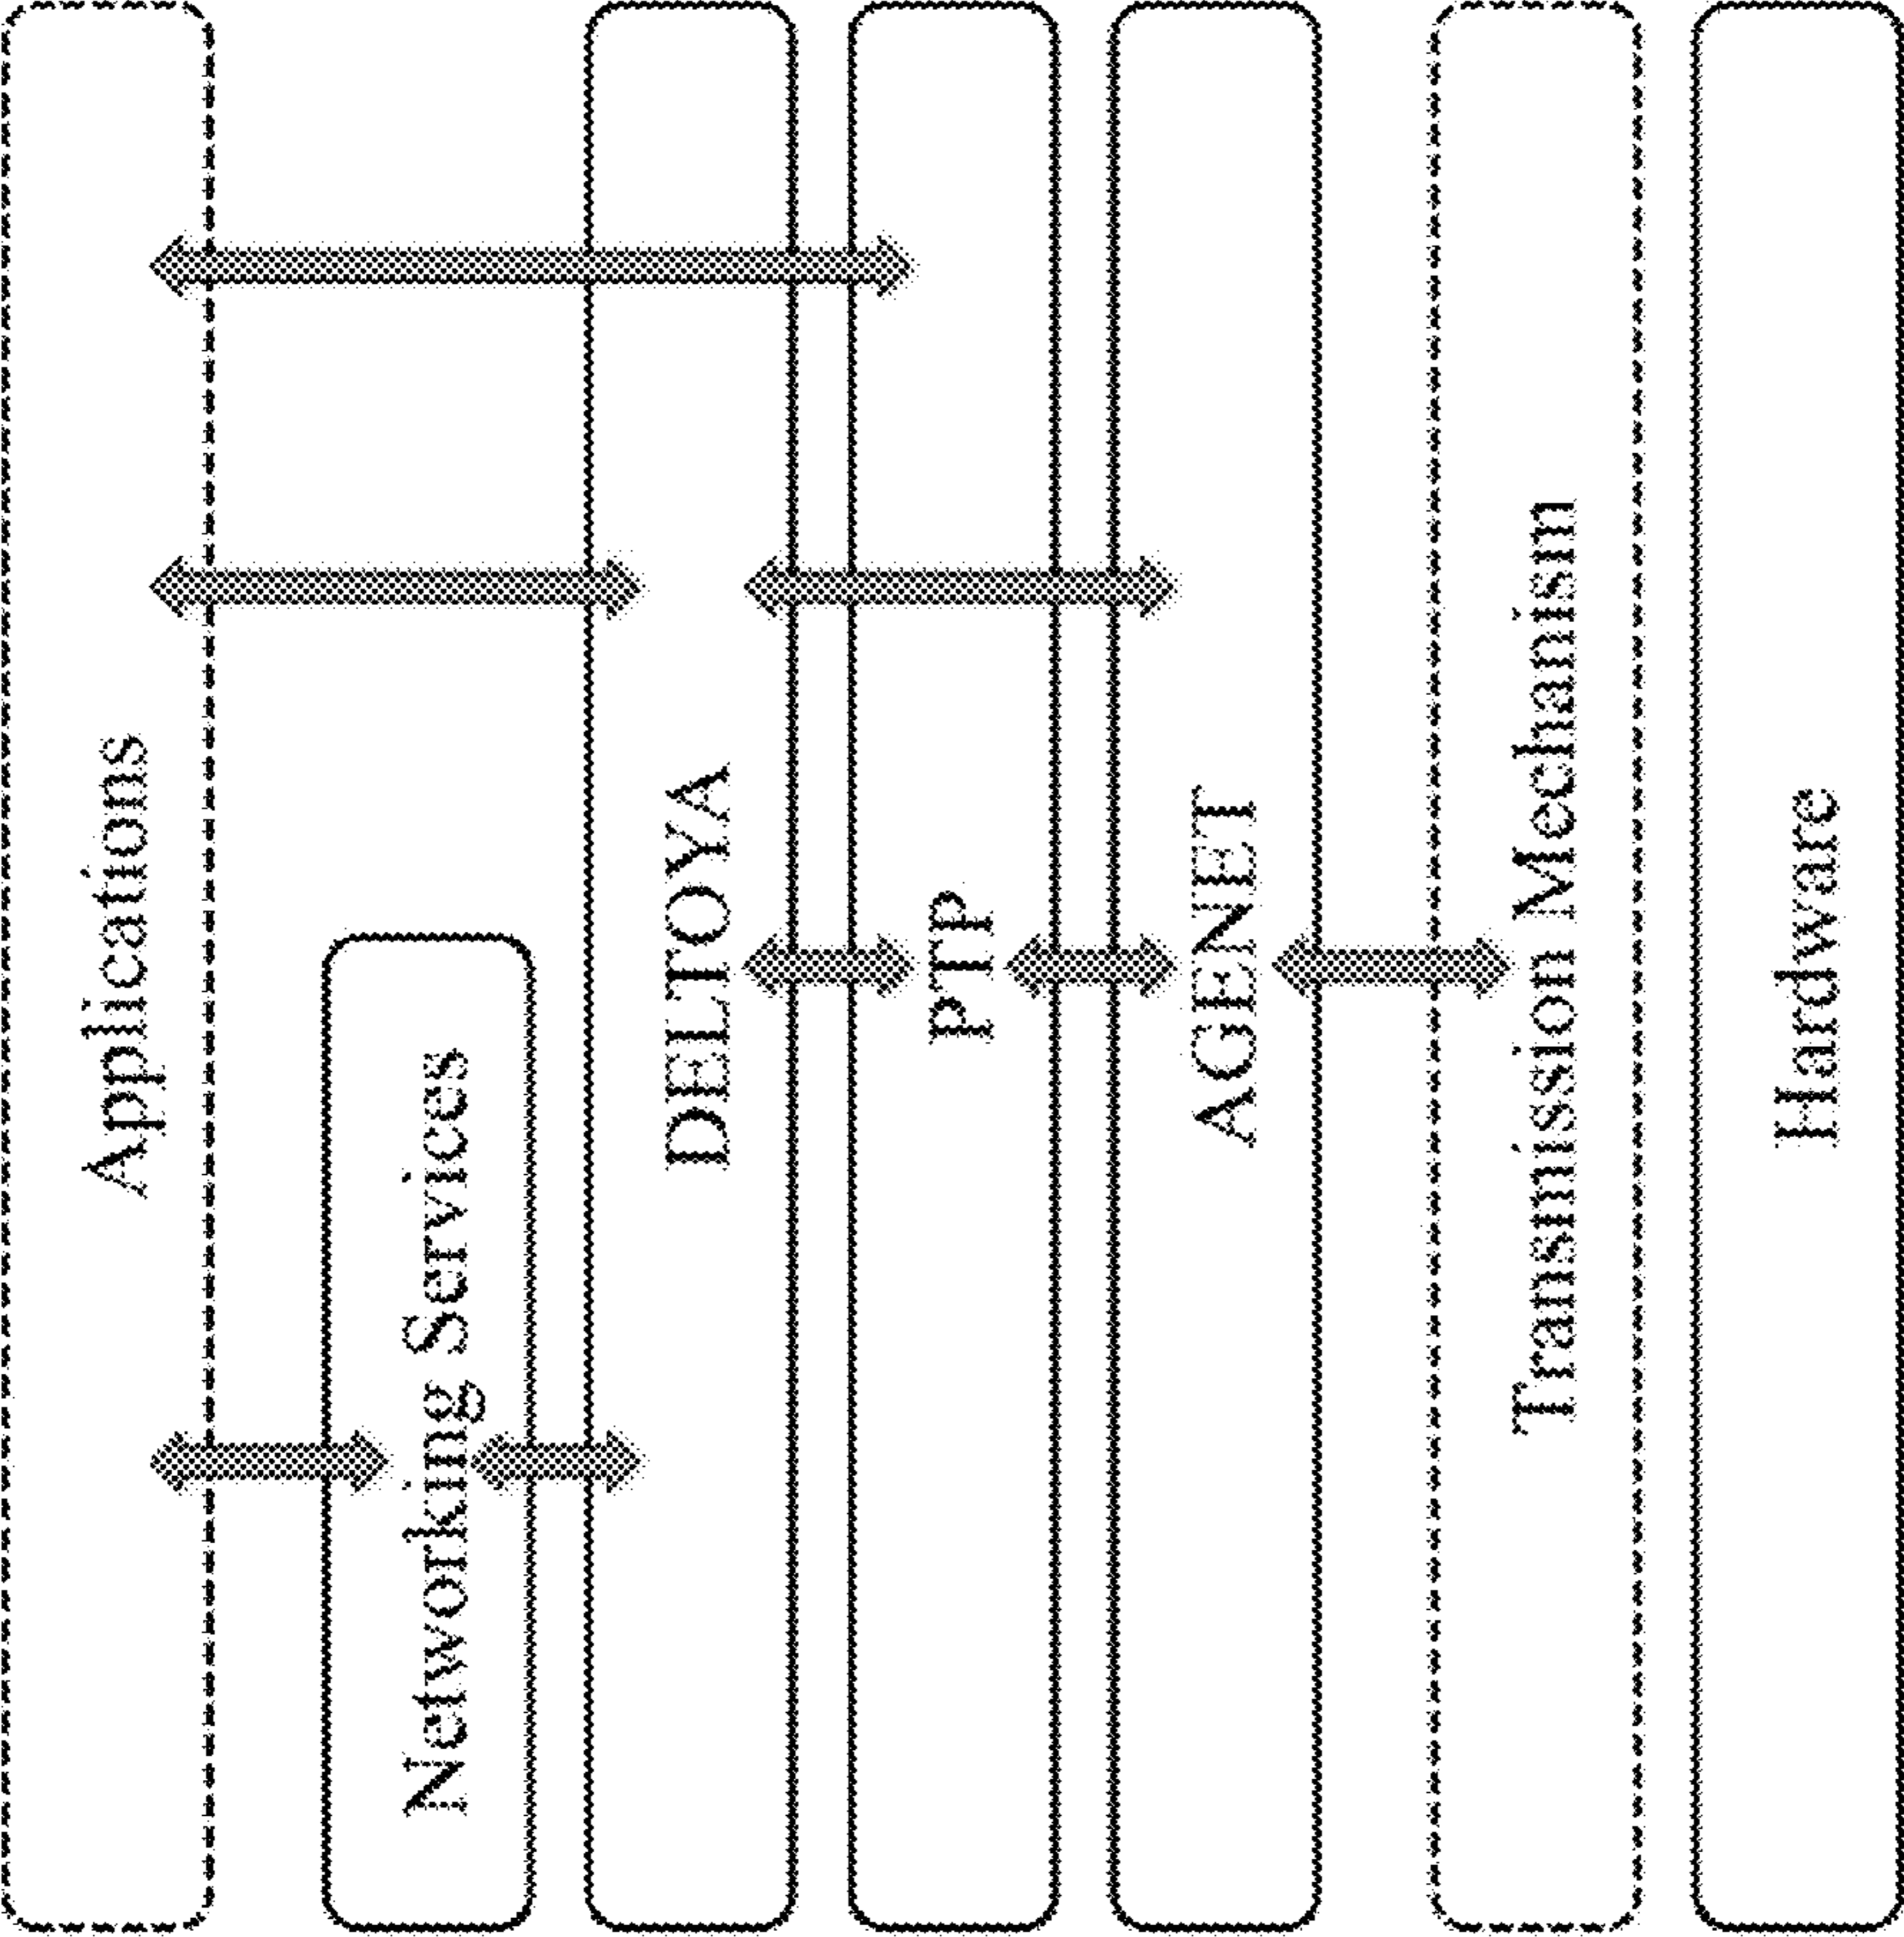 Applications
Networking Services
DELTOYA
PTP
AGENET
Transmission Mechanism
Hardware